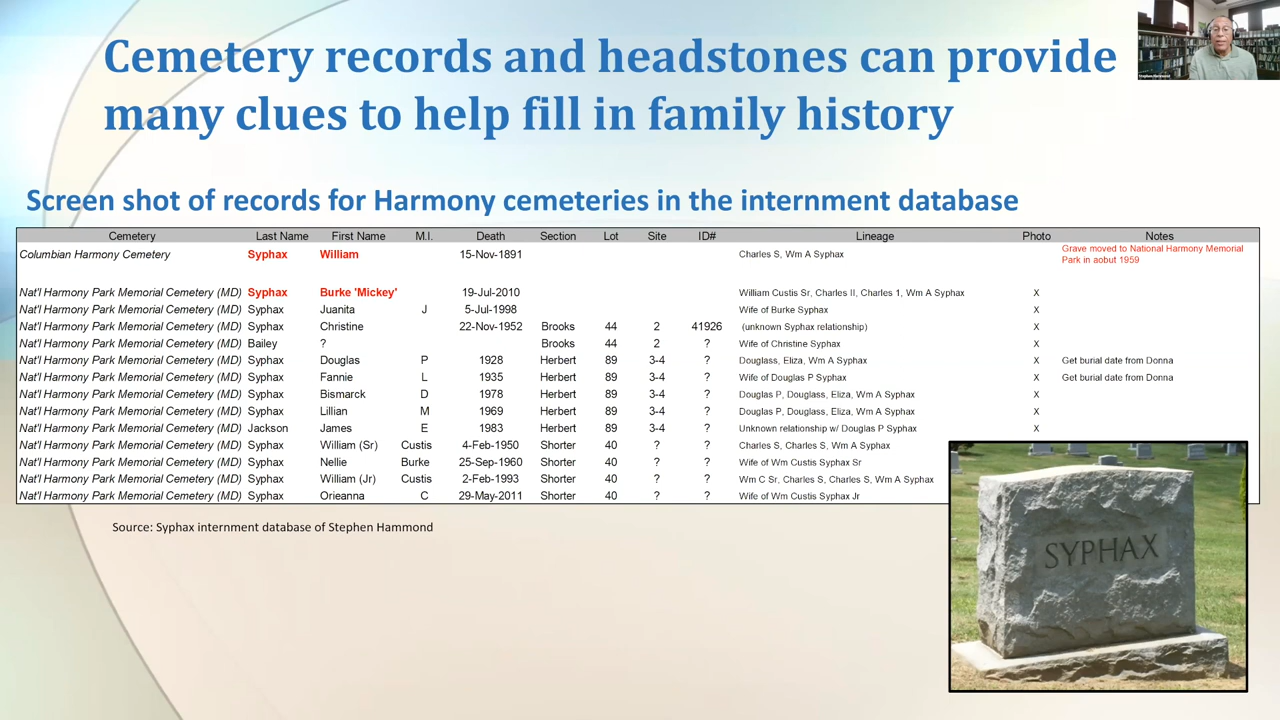 Cemetery records and headstones can provide
many clues to help fill in family history
Stephen Hammond
Screen shot of records for Harmony cemeteries in the internment database
Cemetery Last Name First Name M.I. Death Section Lot Site ID# Lineage Photo Notes
Columbian Harmony Cemetery Syphax William 15-Nov-1891 Charles S, Wm A Syphax Grave moved to National Harmony Memorial
Park in aobut 1959
Nat'l Harmony Park Memorial Cemetery (MD) Syphax Burke 'Mickey' 19-Jul-2010 William Custis Sr, Charles II, Charles 1, Wm A Syphax X
Nat'l Harmony Park Memorial Cemetery (MD) Syphax Juanita J 5-Jul-1998 Wife of Burke Syphax X
Nat'l Harmony Park Memorial Cemetery (MD) Syphax Christine 22-Nov-1952 Brooks 44 2 41926 (unknown Syphax relationship) X
Nat'l Harmony Park Memorial Cemetery (MD) Bailey ? Brooks 44 2 ? Wife of Christine Syphax X
Nat'l Harmony Park Memorial Cemetery (MD) Syphax Douglas P 1928 Herbert 89 3-4 ? Douglass, Eliza, Wm A Syphax X Get burial date from Donna
Nat'l Harmony Park Memorial Cemetery (MD) Syphax Fannie L 1935 Herbert 89 3-4 ? Wife of Douglas P Syphax X Get burial date from Donna
Nat'l Harmony Park Memorial Cemetery (MD) Syphax Bismarck D 1978 Herbert 89 3-4 ? Douglas P, Douglass, Eliza, Wm A Syphax X
Nat'l Harmony Park Memorial Cemetery (MD) Syphax Lillian M 1969 Herbert 89 3-4 ? Douglas P, Douglass, Eliza, Wm A Syphax X
Nat'l Harmony Park Memorial Cemetery (MD) Jackson James E 1983 Herbert 89 3-4 ? Unknown relationship w/ Douglas P Syphax X
Nat'l Harmony Park Memorial Cemetery (MD) Syphax William (Sr) Custis 4-Feb-1950 Shorter 40 ? ? Charles S, Charles S, Wm A Syphax
Nat'l Harmony Park Memorial Cemetery (MD) Syphax Nellie Burke 25-Sep-1960 Shorter 40 ? ? Wife of Wm Custis Syphax Sr
Nat'l Harmony Park Memorial Cemetery (MD) Syphax William (Jr) Custis 2-Feb-1993 Shorter 40 ? ? Wm C Sr, Charles S, Charles S, Wm A Syphax
Nat'l Harmony Park Memorial Cemetery (MD) Syphax Orieanna C 29-May-2011 Shorter 40 ? ? Wife of Wm Custis Syphax Jr
SYPHAX
Source: Syphax internment database of Stephen Hammond